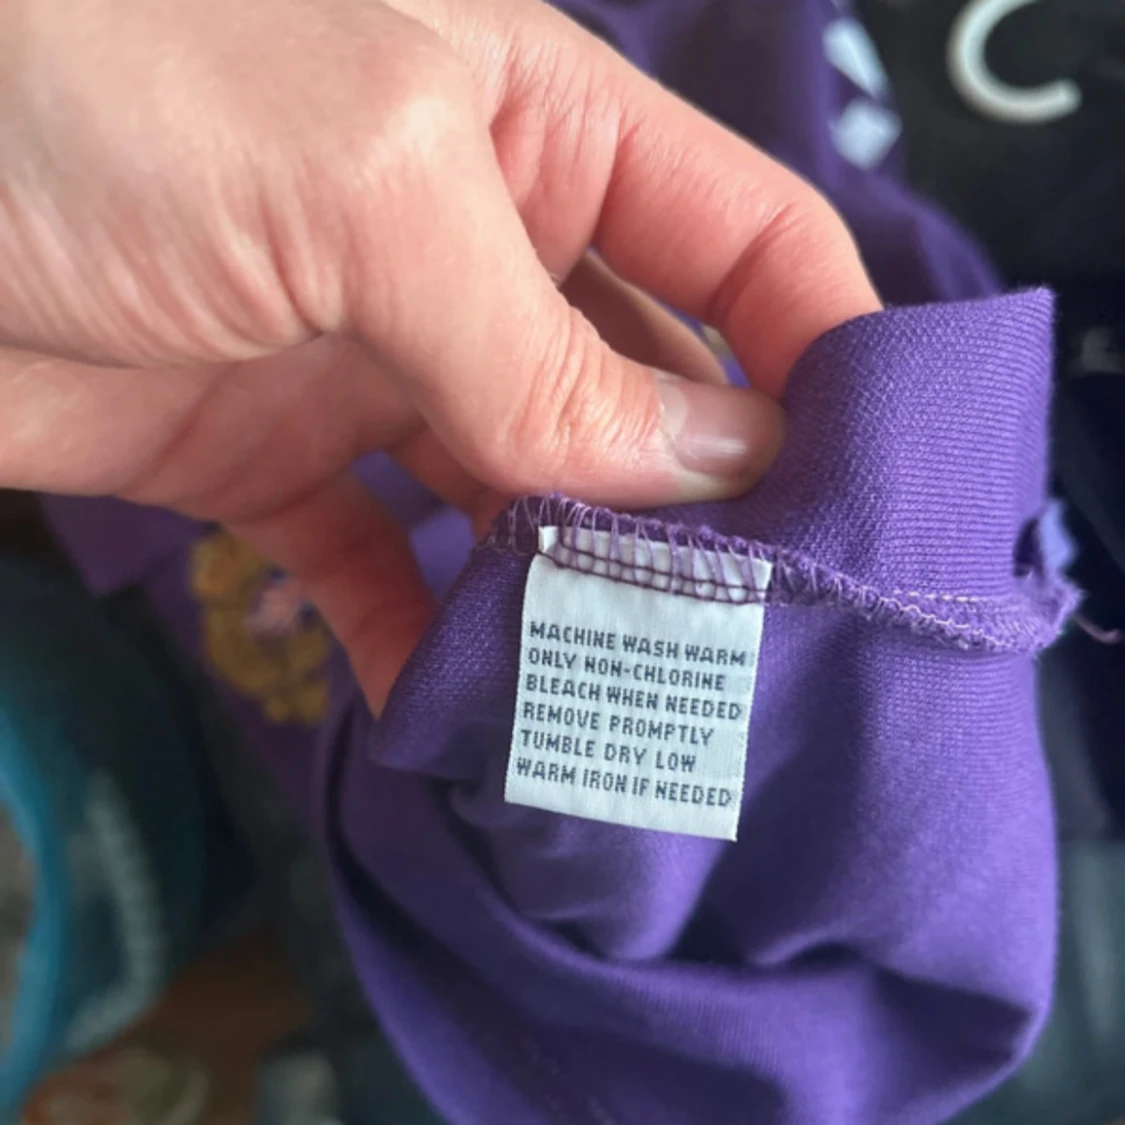 MACHINE WASH WARM
ONLY NON-CHLORINE
BLEACH WHEN NEEDED
REMOVE PROMPTLY
TUMBLE DRY LOW
WARM IRON IF NEEDED